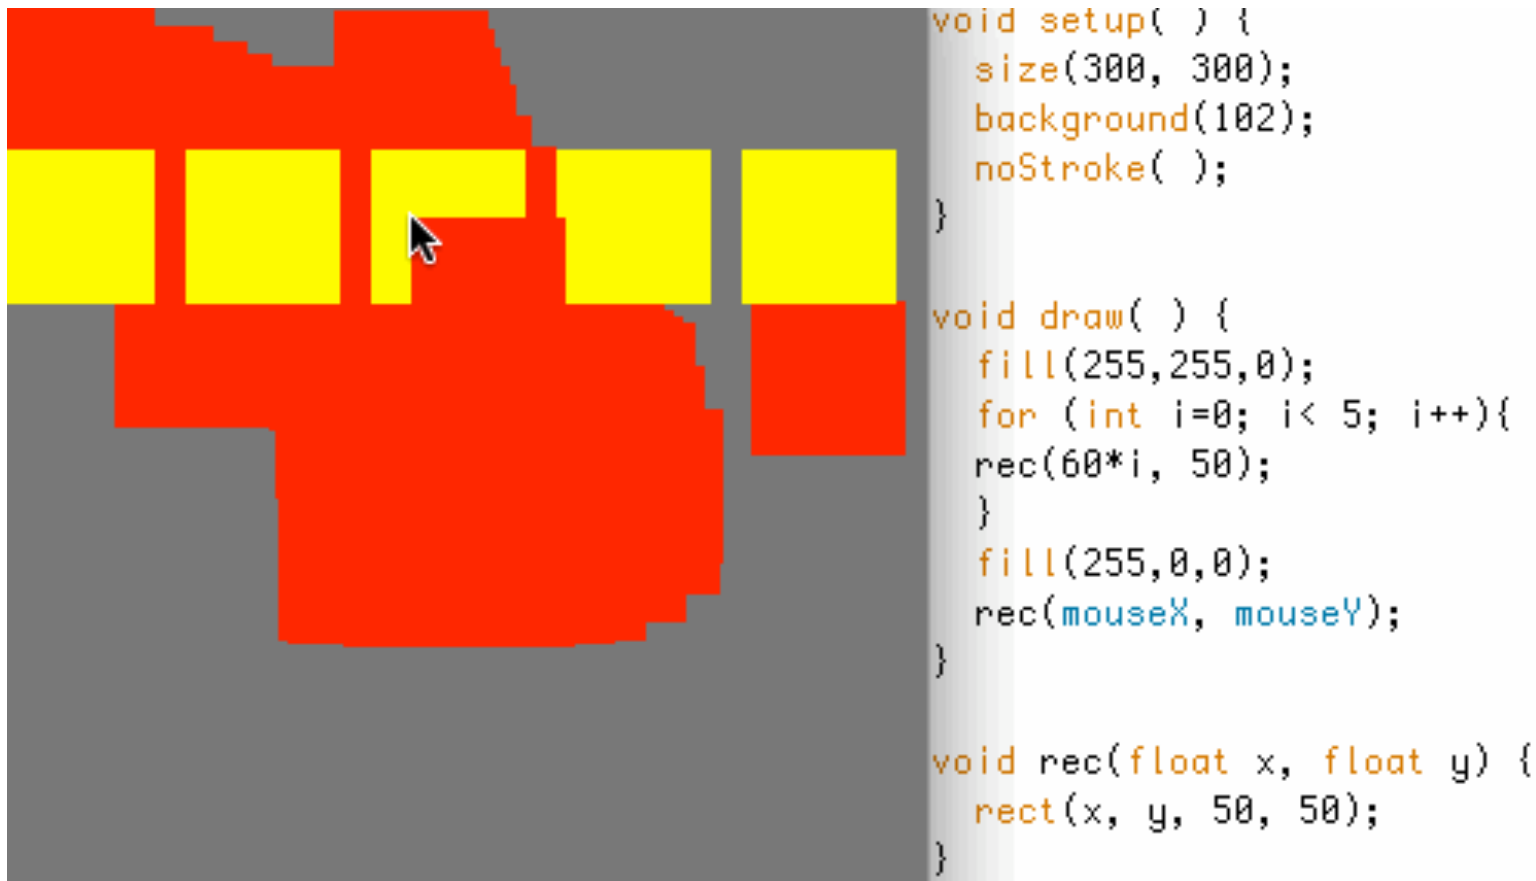 void setup( ) {
size(300, 300);
background(102);
noStroke( );
}
void draw( ) {
fill(255,255,0);
for (int i=0; i< 5; i++){
rec(60*i, 50);
}
fill(255,0,0);
rec(mouseX, mouseY);
}
void rec(float x, float y) {
rect(x, y, 50, 50);
}